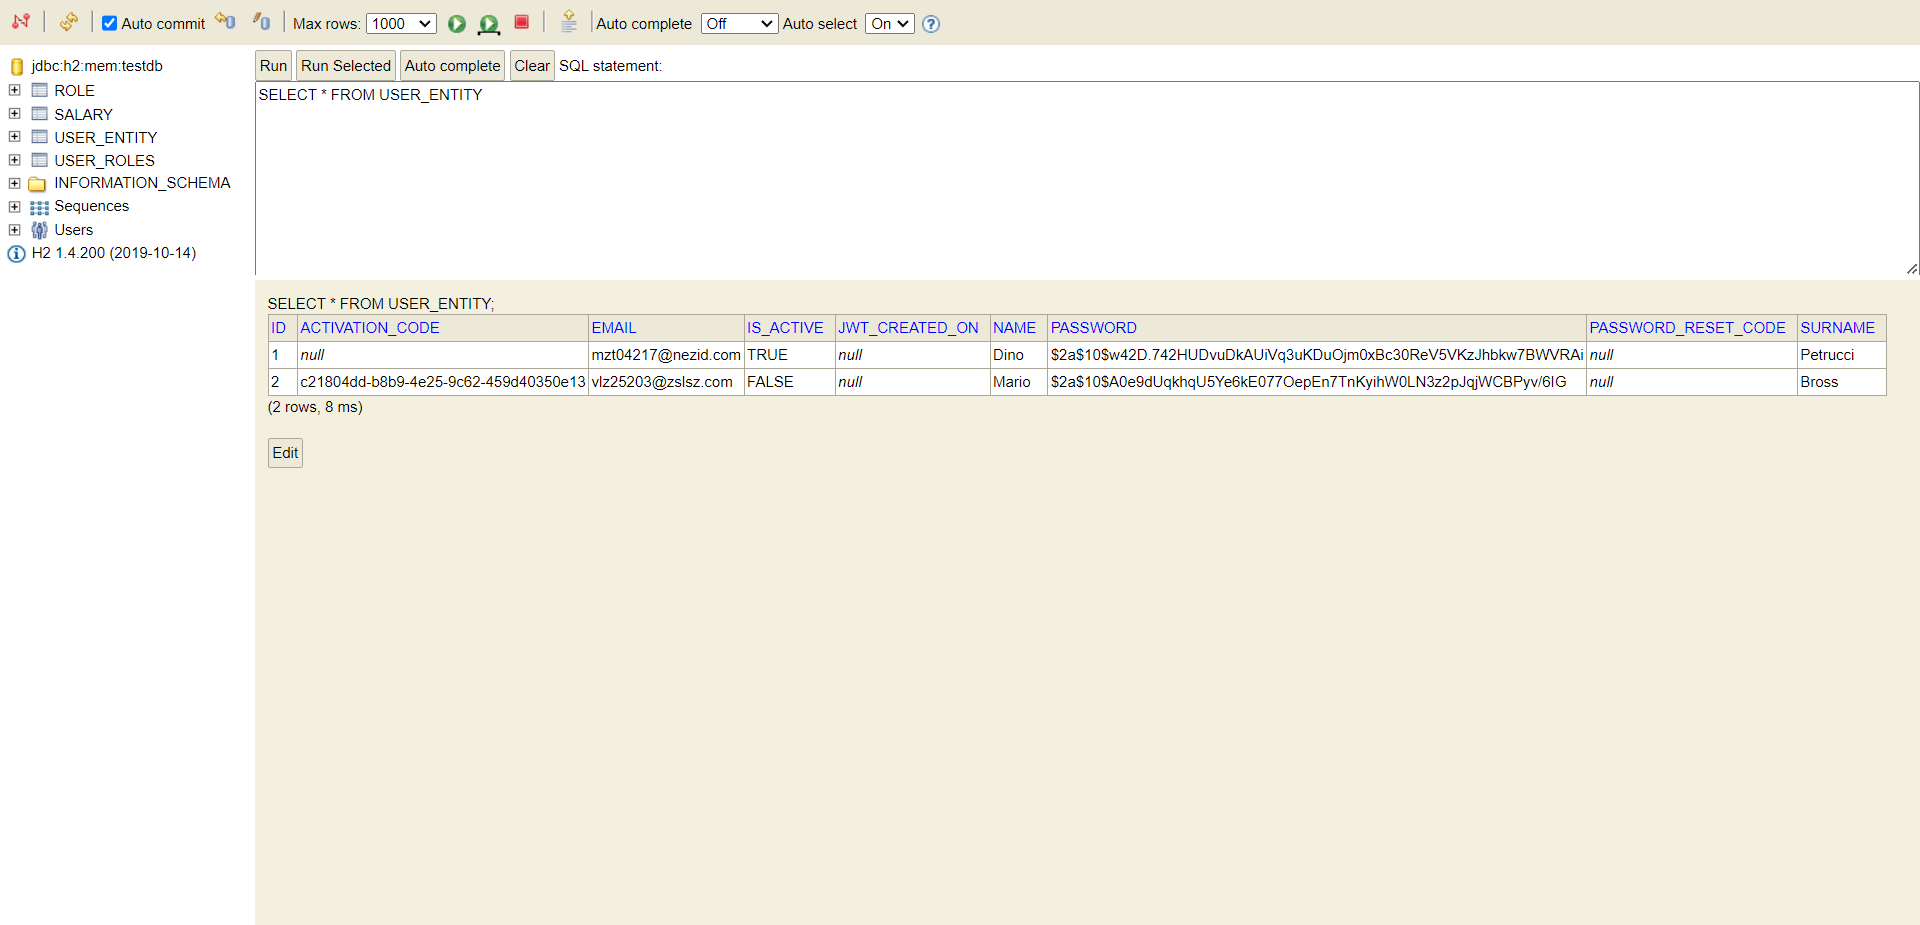 Auto commit Max rows: 1000 Auto complete Off Auto select On ?
jdbc:h2:mem:testdb
ROLE
SALARY
USER_ENTITY
USER_ROLES
INFORMATION_SCHEMA
Sequences
Users
H2 1.4.200 (2019-10-14)
Run Run Selected Auto complete Clear SQL statement:
SELECT * FROM USER_ENTITY
SELECT * FROM USER_ENTITY;
ID ACTIVATION_CODE EMAIL IS_ACTIVE JWT_CREATED_ON NAME PASSWORD PASSWORD_RESET_CODE SURNAME
1 null mzt04217@nezid.com TRUE null Dino $2a$10$w42D.742HUDvuDkAUiVq3uKDuOjm0xBc30ReV5VKzJhbkw7BWVRAi null Petrucci
2 c21804dd-b8b9-4e25-9c62-459d40350e13 vlz25203@zslsz.com FALSE null Mario $2a$10$A0e9dUqkhqU5Ye6kE077OepEn7TnKyihW0LN3z2pJqjWCBPyv/6IG null Bross
(2 rows, 8 ms)
Edit